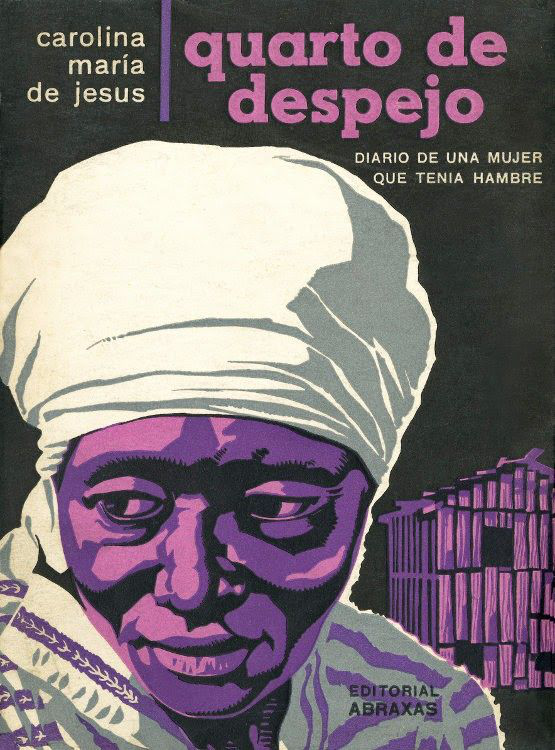 carolina
maría
de jesus
quarto de
despejo
DIARIO DE UNA MUJER
QUE TENIA HAMBRE
EDITORIAL
ABRAXAS